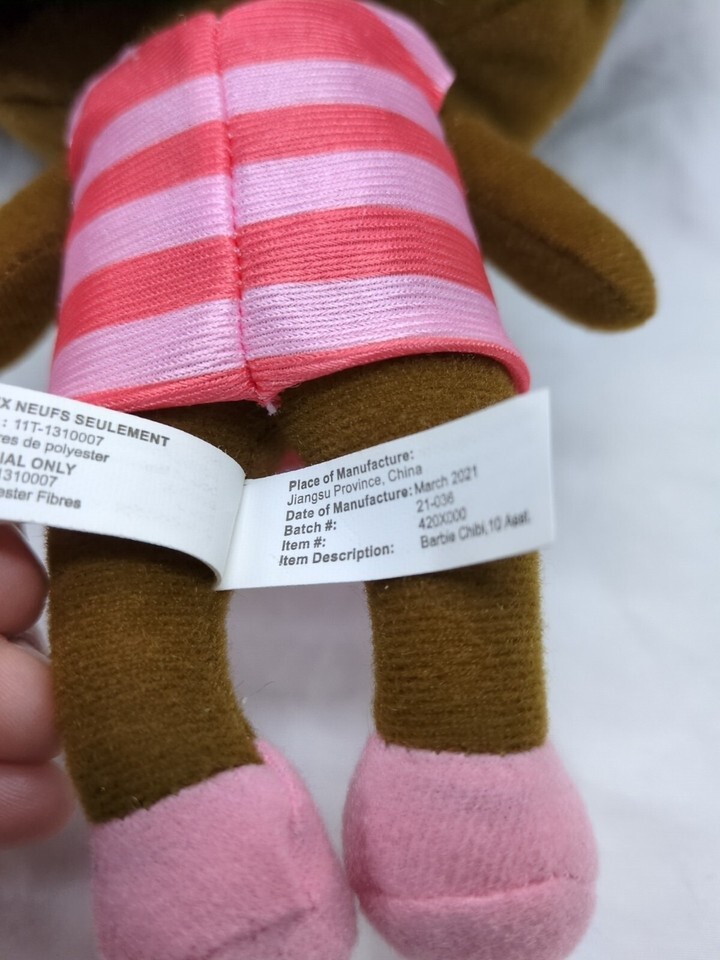 X NEUFS SEULEMENT
: 11T-1310007
res de polyester
IAL ONLY
1310007
ester Fibres
Place of Manufacture:
Jiangsu Province, China
Date of Manufacture: March 2021
Batch #: 21-036
Item #: 420X000
Item Description: Barbie Chibi,10 Asst.